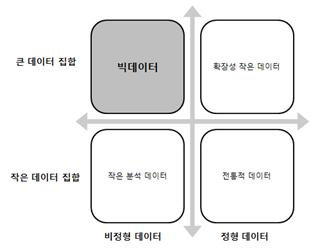 큰 데이터 집합
빅데이터
확장성 작은 데이터
작은 데이터 집합
작은 분석 데이터
전통적 데이터
비정형 데이터
정형 데이터